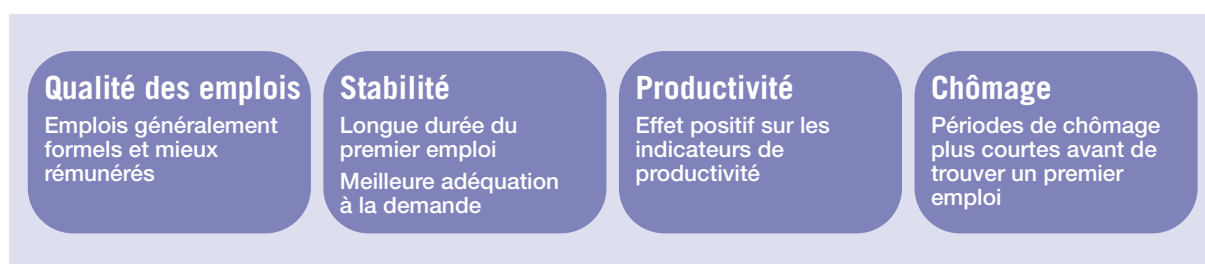 Qualité des emplois
Emplois généralement
formels et mieux
rémunérés
Stabilité
Longue durée du
premier emploi
Meilleure adéquation
à la demande
Productivité
Effet positif sur les
indicateurs de
productivité
Chômage
Périodes de chômage
plus courtes avant de
trouver un premier
emploi